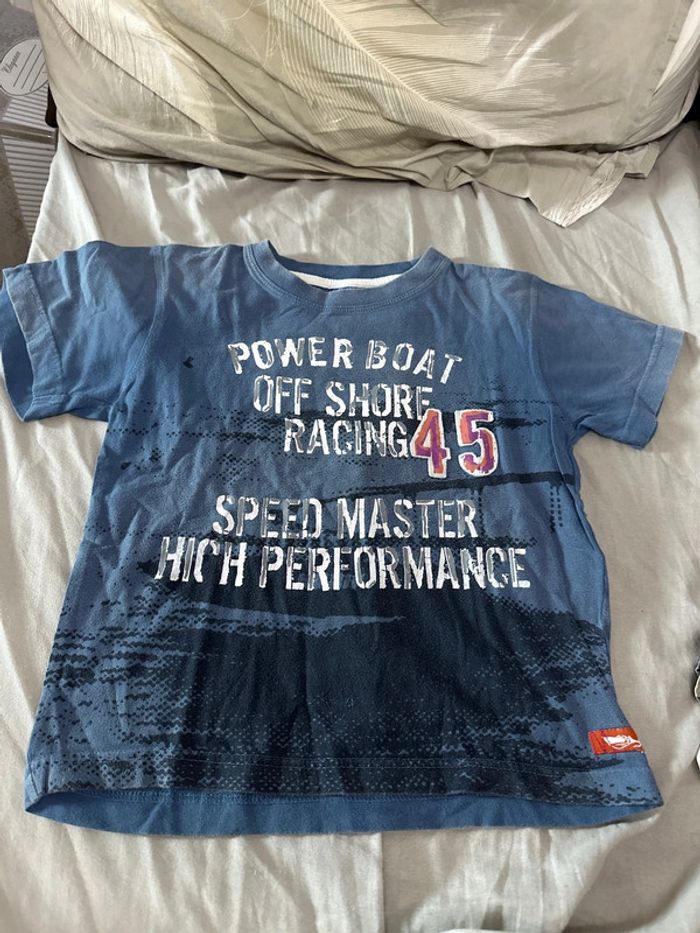 POWER BOAT
OFF SHORE
RACING 45
SPEED MASTER
HIGH PERFORMANCE